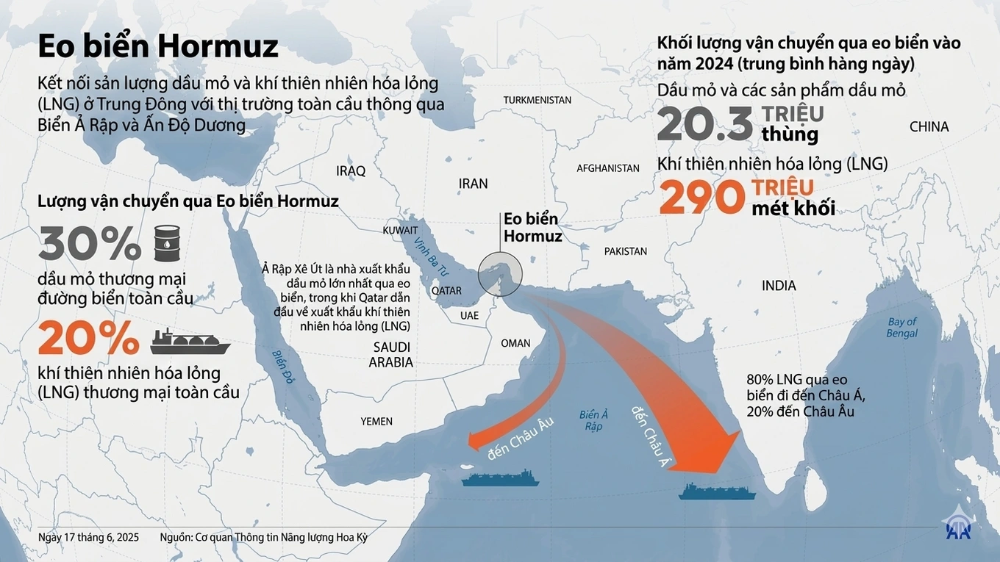 Eo biển Hormuz
Kết nối sản lượng dầu mỏ và khí thiên nhiên hóa lỏng
(LNG) ở Trung Đông với thị trường toàn cầu thông qua
Biển Ả Rập và Ấn Độ Dương
Lượng vận chuyển qua Eo biển Hormuz
30%
dầu mỏ thương mại
đường biển toàn cầu
20%
khí thiên nhiên hóa lỏng
(LNG) thương mại toàn cầu
Khối lượng vận chuyển qua eo biển vào
năm 2024 (trung bình hàng ngày)
Dầu mỏ và các sản phẩm dầu mỏ
20.3 TRIỆU
thùng
Khí thiên nhiên hóa lỏng (LNG)
290 TRIỆU
mét khối
TURKMENISTAN
CHINA
IRAQ
IRAN
AFGHANISTAN
Eo biển
Hormuz
KUWAIT
Vịnh Ba Tư
PAKISTAN
Ả Rập Xê Út là nhà xuất khẩu
dầu mỏ lớn nhất qua eo
biển, trong khi Qatar dẫn
đầu về xuất khẩu khí thiên
nhiên hóa lỏng (LNG)
QATAR
UAE
INDIA
SAUDI
ARABIA
OMAN
Bay of
Bengal
Biển Đỏ
YEMEN
Biển Ả
Rập
đến Châu Âu
đến Châu Á
80% LNG qua eo
biển đi đến Châu Á,
20% đến Châu Âu
Ngày 17 tháng 6, 2025
Nguồn: Cơ quan Thông tin Năng lượng Hoa Kỳ